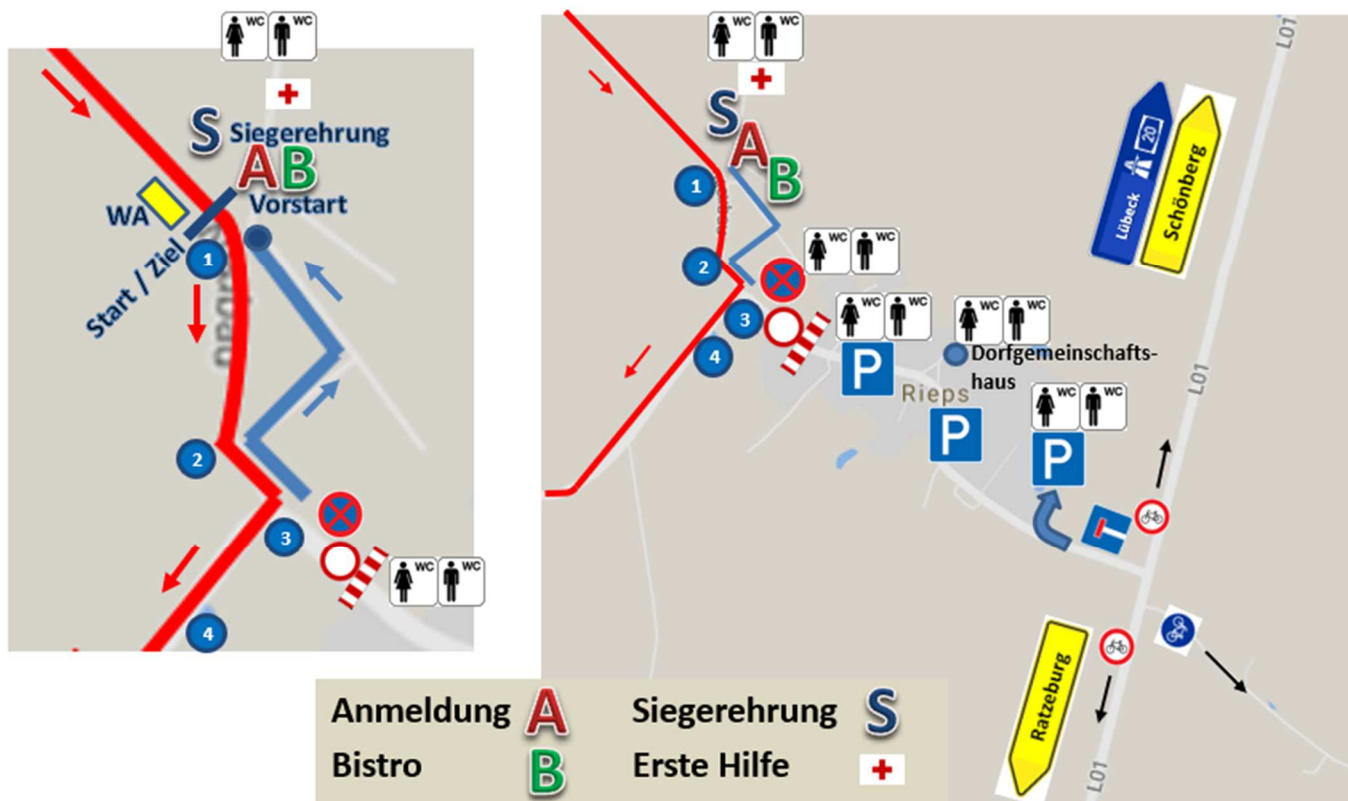 WC WC
S Siegerehrung
A B
Vorstart
WA
Start / Ziel
1
2
3
4
WC WC
WC WC
S
A
B
1
2
3
4
WC WC
WC WC
WC WC
Dorfgemeinschafts-
haus
P
Rieps
P
WC WC
P
L01
20
Lübeck
Schönberg
L01
Ratzeburg
L01
Anmeldung A
Siegerehrung S
Bistro B
Erste Hilfe